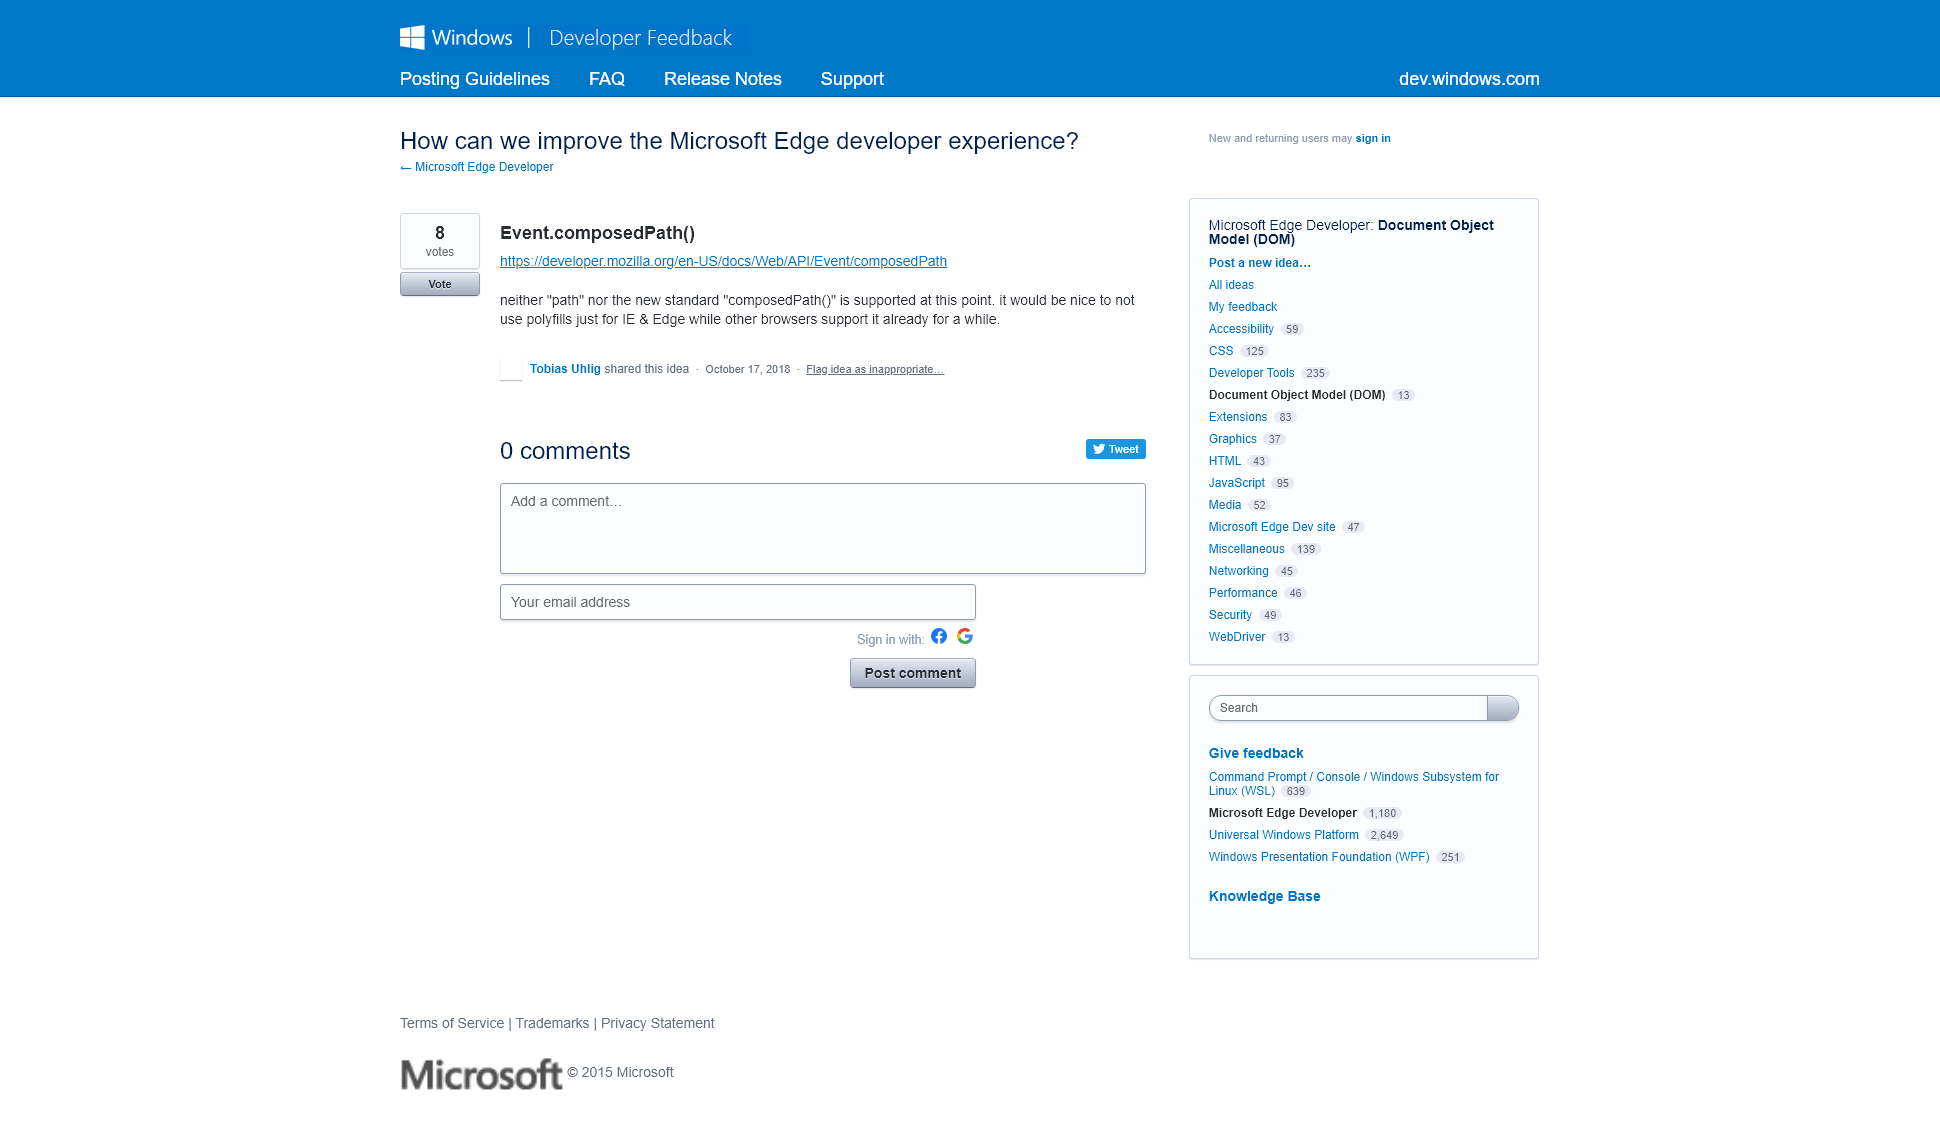 Windows | Developer Feedback
Posting Guidelines FAQ Release Notes Support dev.windows.com
How can we improve the Microsoft Edge developer experience?
← Microsoft Edge Developer
New and returning users may sign in
8
votes
Vote
Event.composedPath()
https://developer.mozilla.org/en-US/docs/Web/API/Event/composedPath
neither "path" nor the new standard "composedPath()" is supported at this point. it would be nice to not
use polyfills just for IE & Edge while other browsers support it already for a while.
Tobias Uhlig shared this idea · October 17, 2018 · Flag idea as inappropriate…
0 comments
Tweet
Add a comment…
Your email address
Sign in with:
Post comment
Microsoft Edge Developer: Document Object
Model (DOM)
Post a new idea…
All ideas
My feedback
Accessibility 59
CSS 125
Developer Tools 235
Document Object Model (DOM) 13
Extensions 83
Graphics 37
HTML 43
JavaScript 95
Media 52
Microsoft Edge Dev site 47
Miscellaneous 139
Networking 45
Performance 46
Security 49
WebDriver 13
Search
Give feedback
Command Prompt / Console / Windows Subsystem for
Linux (WSL) 639
Microsoft Edge Developer 1,180
Universal Windows Platform 2,649
Windows Presentation Foundation (WPF) 251
Knowledge Base
Terms of Service | Trademarks | Privacy Statement
Microsoft © 2015 Microsoft